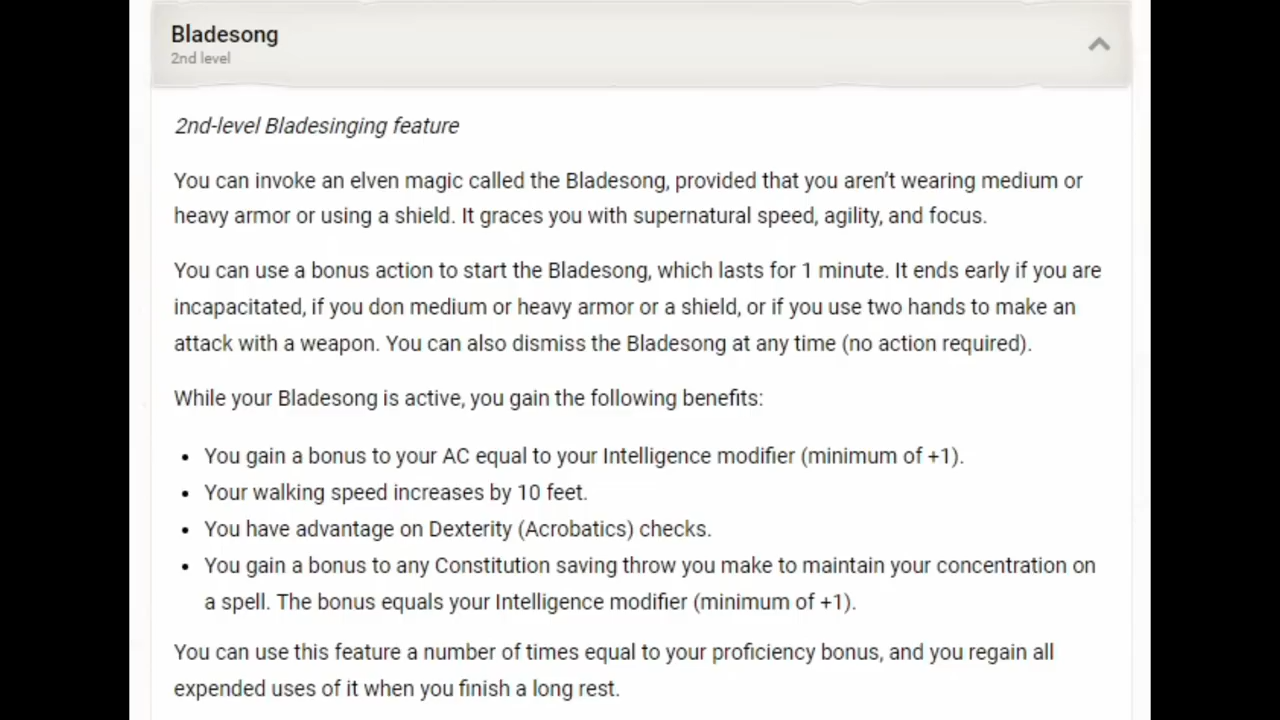 Bladesong
2nd level
2nd-level Bladesinging feature
You can invoke an elven magic called the Bladesong, provided that you aren’t wearing medium or
heavy armor or using a shield. It graces you with supernatural speed, agility, and focus.
You can use a bonus action to start the Bladesong, which lasts for 1 minute. It ends early if you are
incapacitated, if you don medium or heavy armor or a shield, or if you use two hands to make an
attack with a weapon. You can also dismiss the Bladesong at any time (no action required).
While your Bladesong is active, you gain the following benefits:
• You gain a bonus to your AC equal to your Intelligence modifier (minimum of +1).
• Your walking speed increases by 10 feet.
• You have advantage on Dexterity (Acrobatics) checks.
• You gain a bonus to any Constitution saving throw you make to maintain your concentration on
a spell. The bonus equals your Intelligence modifier (minimum of +1).
You can use this feature a number of times equal to your proficiency bonus, and you regain all
expended uses of it when you finish a long rest.